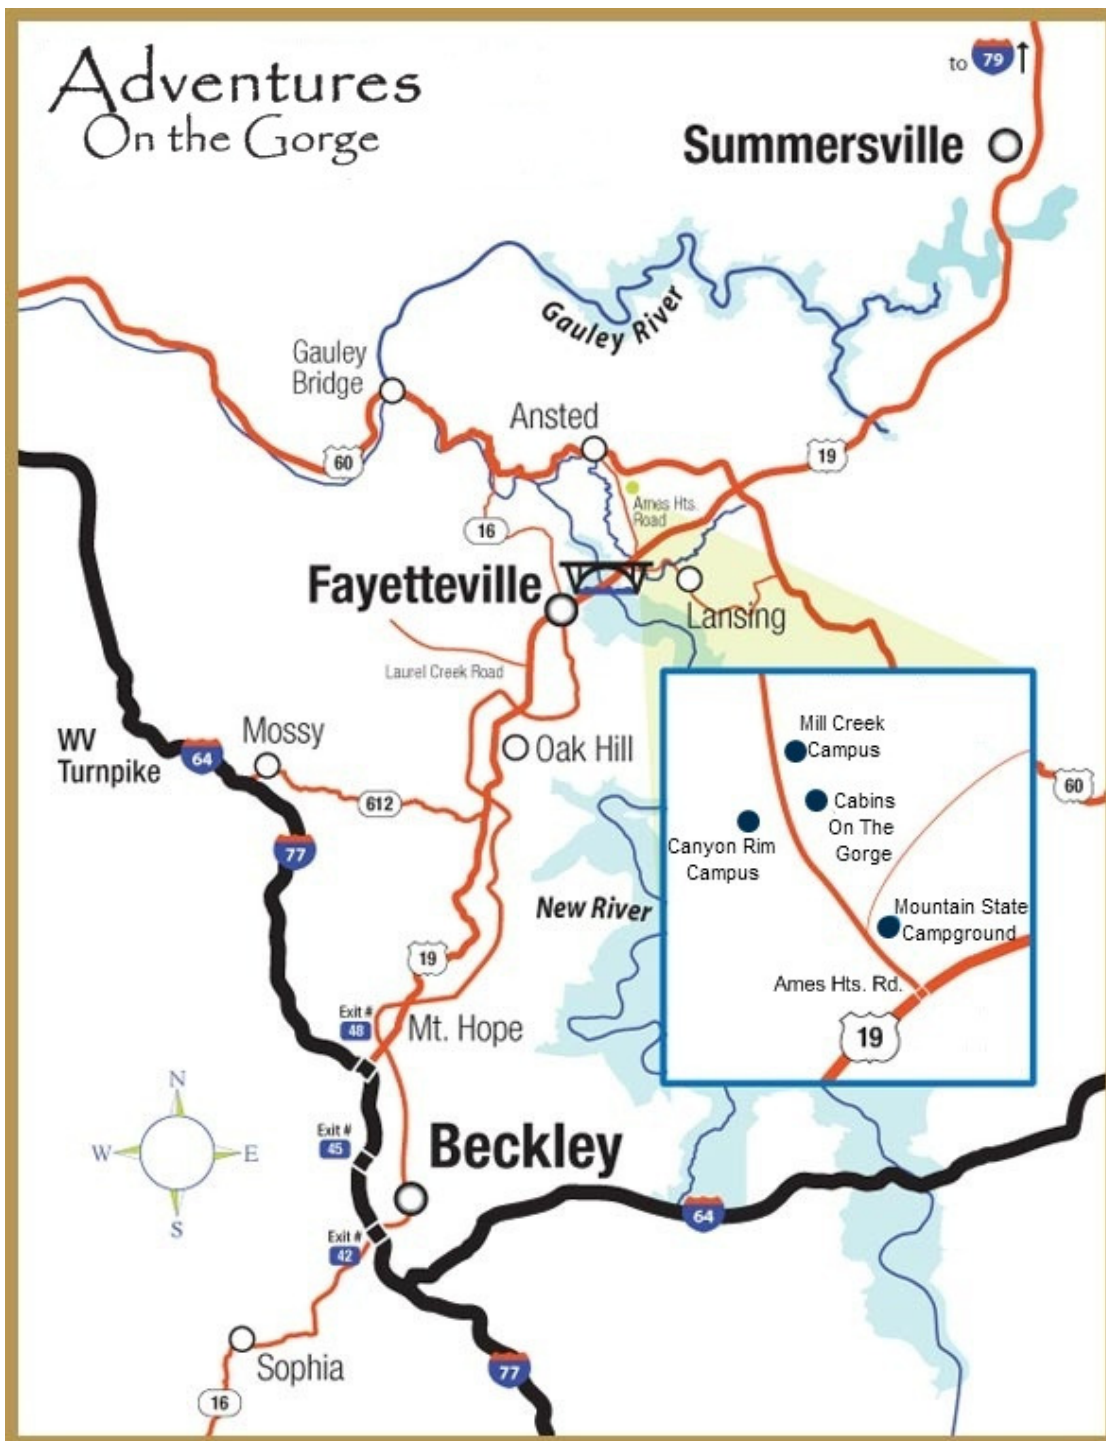 Adventures
On the Gorge
to 79
Summersville
Gauley River
Gauley
Bridge
Ansted
60
19
16
Ames Hts.
Road
Fayetteville
Lansing
Laurel Creek Road
WV
Turnpike
64
Mossy
Oak Hill
612
77
Mill Creek
Campus
Cabins
On The
Gorge
Canyon Rim
Campus
60
Mountain State
Campground
New River
19
Ames Hts. Rd.
19
Exit #
48
Mt. Hope
N
W
E
S
Exit #
45
Beckley
64
Exit #
42
Sophia
77
16